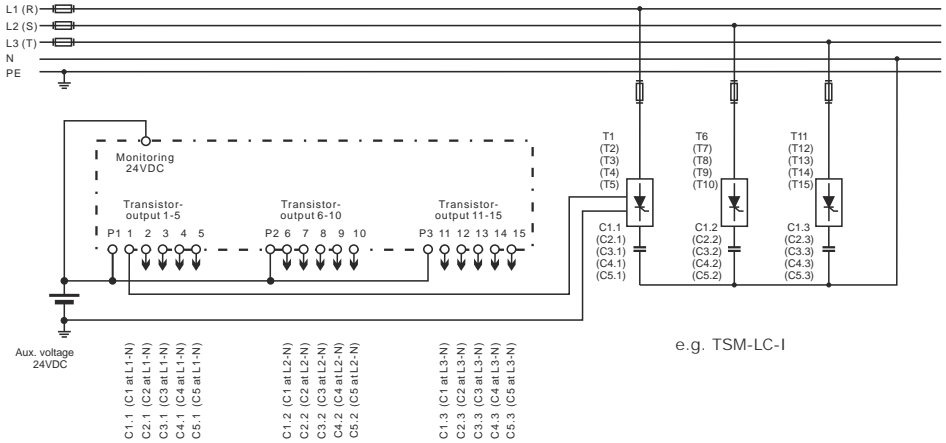 L1 (R)
L2 (S)
L3 (T)
N
PE
Monitoring
24VDC
Transistor-
output 1-5
Transistor-
output 6-10
Transistor-
output 11-15
P1 1 2 3 4 5
P2 6 7 8 9 10
P3 11 12 13 14 15
T1
(T2)
(T3)
(T4)
(T5)
T6
(T7)
(T8)
(T9)
(T10)
T11
(T12)
(T13)
(T14)
(T15)
C1.1
(C2.1)
(C3.1)
(C4.1)
(C5.1)
C1.2
(C2.2)
(C3.2)
(C4.2)
(C5.2)
C1.3
(C2.3)
(C3.3)
(C4.3)
(C5.3)
Aux. voltage
24VDC
C1.1 (C1 at L1-N)
C2.1 (C2 at L1-N)
C3.1 (C3 at L1-N)
C4.1 (C4 at L1-N)
C5.1 (C5 at L1-N)
C1.2 (C1 at L2-N)
C2.2 (C2 at L2-N)
C3.2 (C3 at L2-N)
C4.2 (C4 at L2-N)
C5.2 (C5 at L2-N)
C1.3 (C1 at L3-N)
C2.3 (C2 at L3-N)
C3.3 (C3 at L3-N)
C4.3 (C4 at L3-N)
C5.3 (C5 at L3-N)
e.g. TSM-LC-I